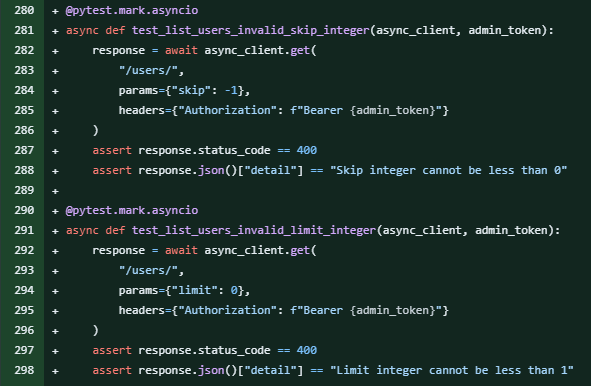 280 + @pytest.mark.asyncio
281 + async def test_list_users_invalid_skip_integer(async_client, admin_token):
282 +     response = await async_client.get(
283 +         "/users/",
284 +         params={"skip": -1},
285 +         headers={"Authorization": f"Bearer {admin_token}"}
286 +     )
287 +     assert response.status_code == 400
288 +     assert response.json()["detail"] == "Skip integer cannot be less than 0"
289 +
290 + @pytest.mark.asyncio
291 + async def test_list_users_invalid_limit_integer(async_client, admin_token):
292 +     response = await async_client.get(
293 +         "/users/",
294 +         params={"limit": 0},
295 +         headers={"Authorization": f"Bearer {admin_token}"}
296 +     )
297 +     assert response.status_code == 400
298 +     assert response.json()["detail"] == "Limit integer cannot be less than 1"